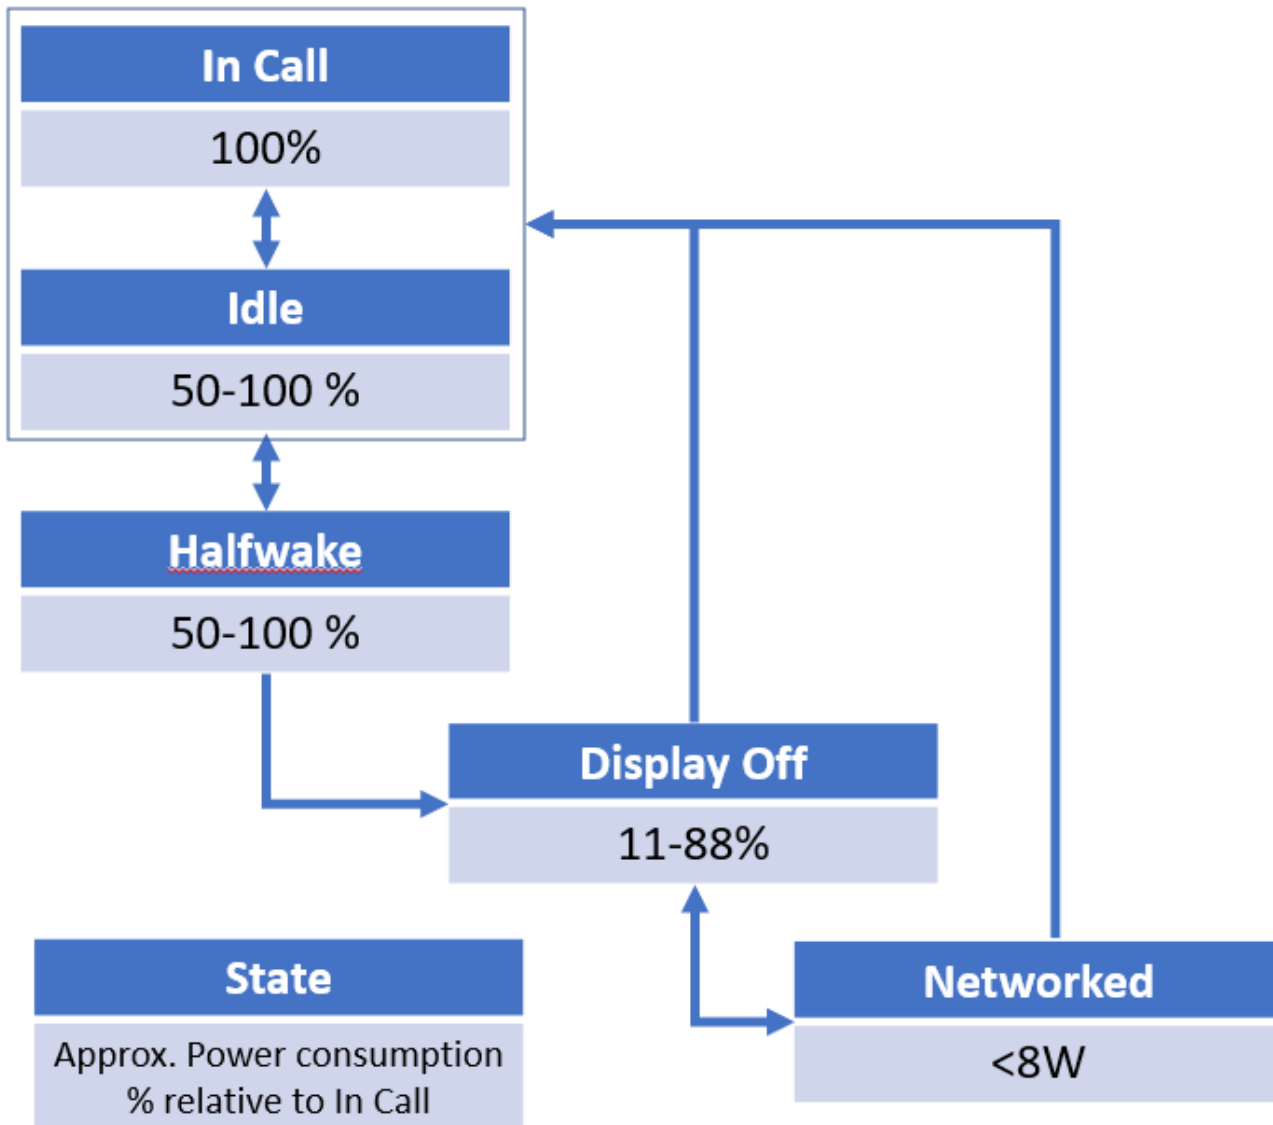 In Call
100%
Idle
50-100 %
Halfwake
50-100 %
Display Off
11-88%
Networked
<8W
State
Approx. Power consumption
% relative to In Call